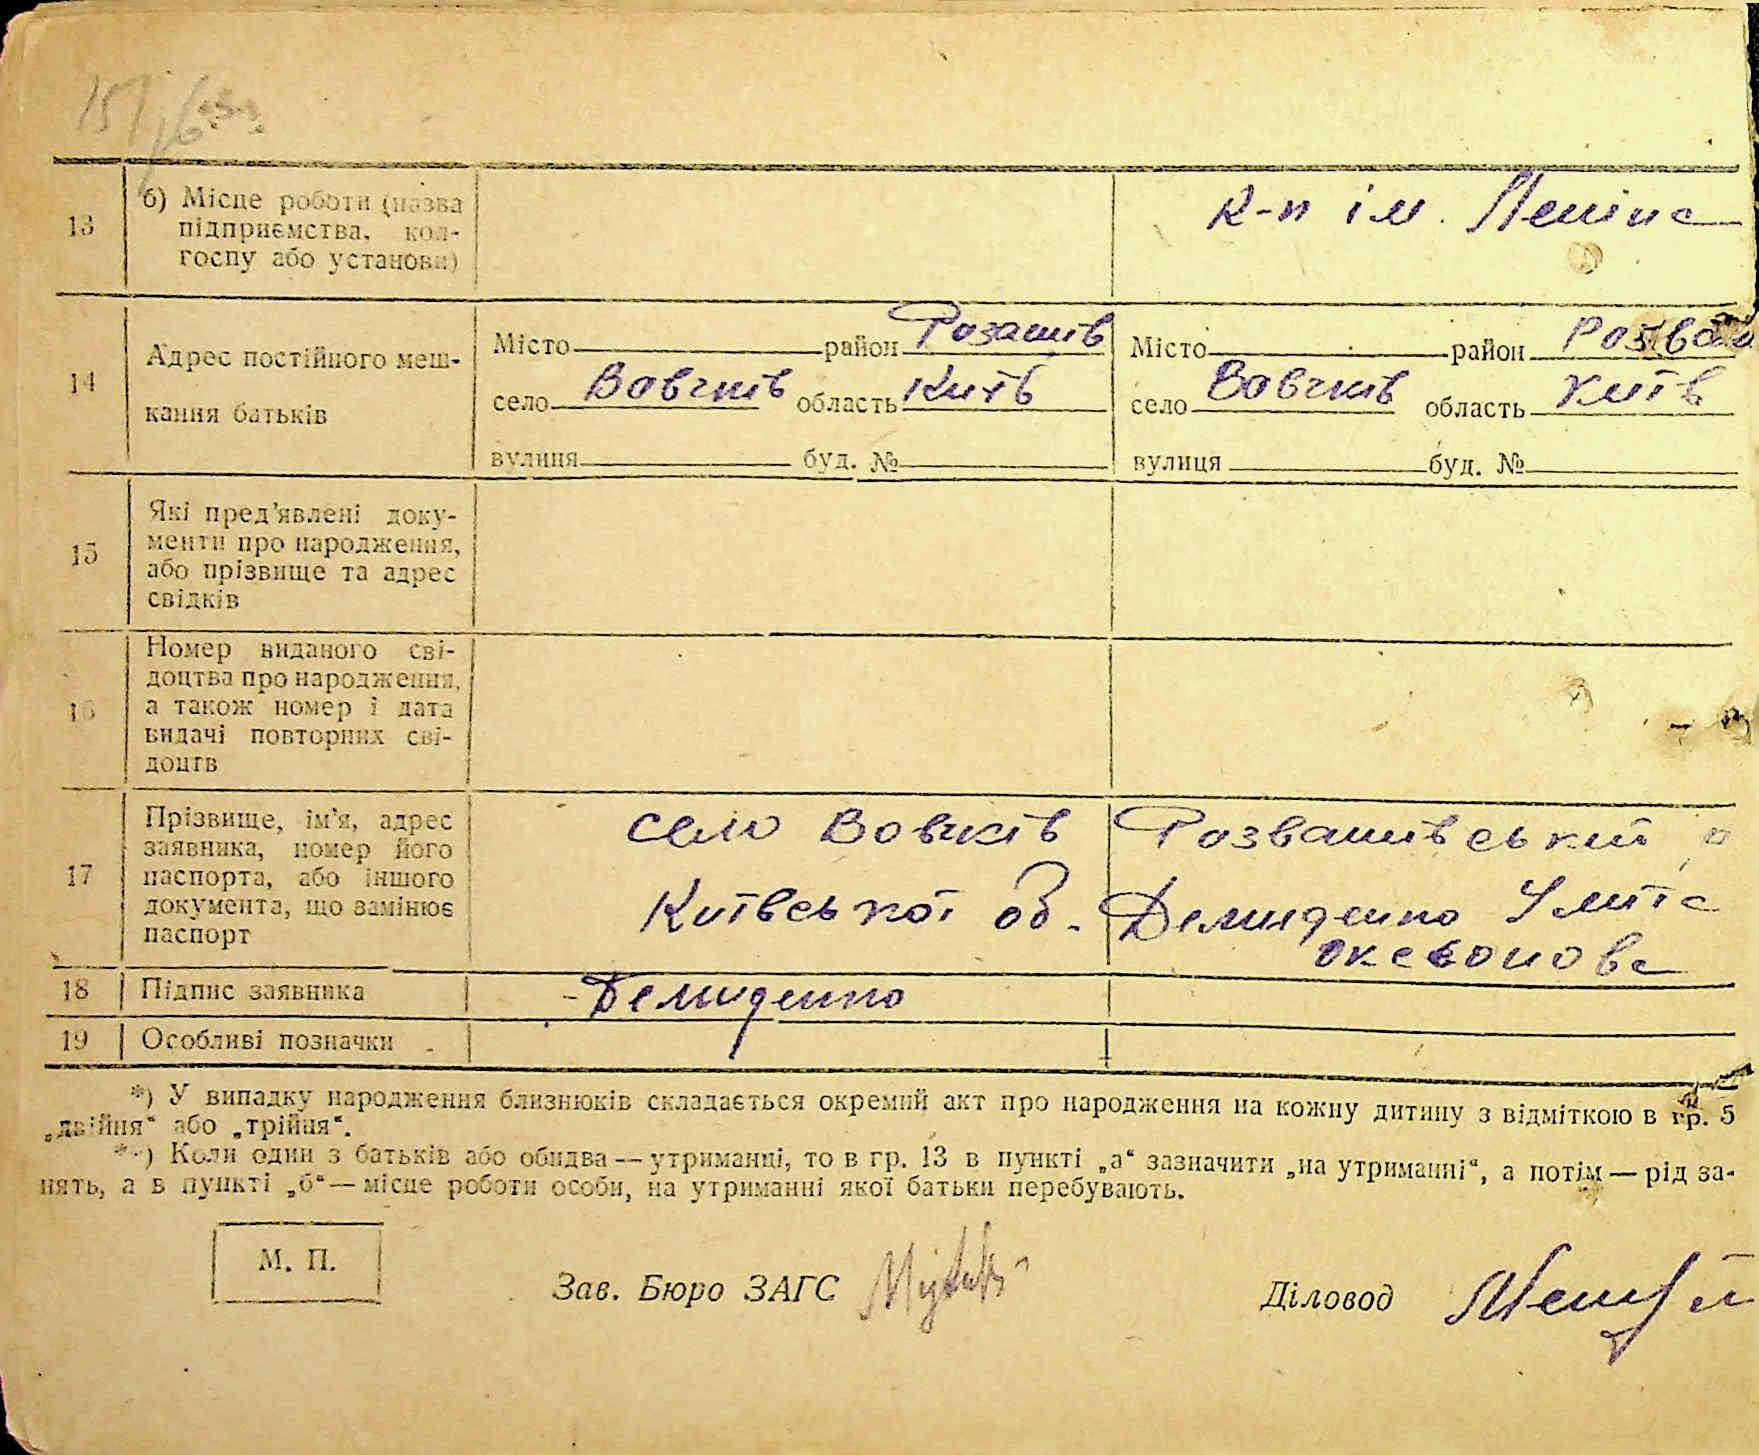 13
б) Місце роботи (назва
підприємства, кол-
госпу або установи)
к-п ім. Леніна
14
Адрес постійного меш-
кання батьків
Місто район Розваж
село Вовчків область Київ
вулиця буд. №
Місто район Розва
село Вовчків область Київ
вулиця буд. №
15
Які пред'явлені доку-
менти про народження,
або прізвище та адрес
свідків
16
Номер виданого сві-
доцтва про народження,
а також номер і дата
видачі повторних сві-
доцтв
17
Прізвище, ім'я, адрес
заявника, номер його
паспорта, або іншого
документа, що замінює
паспорт
село Вовчків Розважівський
Київської об. Демиденко
18 Підпис заявника
Демиденко
19 Особливі позначки
*) У випадку народження близнюків складається окремий акт про народження на кожну дитину з відміткою в гр. 5
„двійня“ або „трійня“.
**) Коли один з батьків або обидва — утриманці, то в гр. 13 в пункті „а“ зазначити „на утриманні“, а потім — рід за-
нять, а в пункті „б“ — місце роботи особи, на утриманні якої батьки перебувають.
М. П.
Зав. Бюро ЗАГС
Діловод